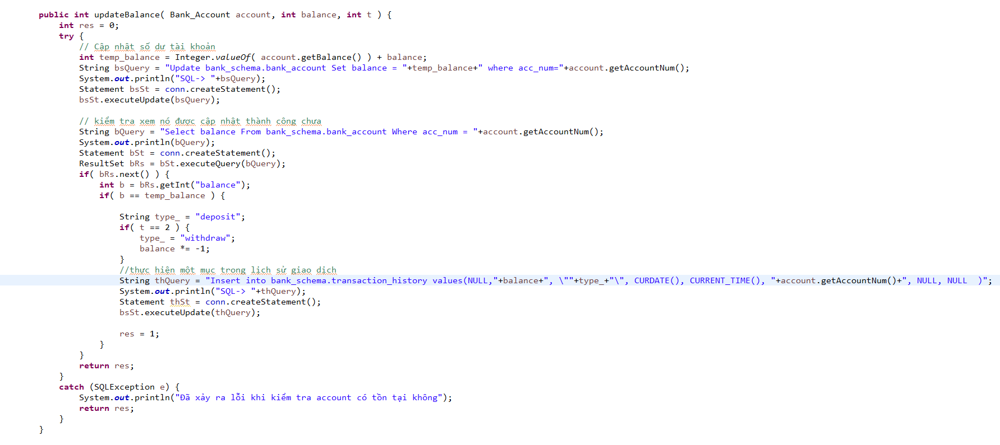 public int updateBalance( Bank_Account account, int balance, int t ) {
int res = 0;
try {
// Cập nhật số dư tài khoản
int temp_balance = Integer.valueOf( account.getBalance() ) + balance;
String bsQuery = "Update bank_schema.bank_account Set balance = "+temp_balance+" where acc_num="+account.getAccountNum();
System.out.println("SQL-> "+bsQuery);
Statement bsSt = conn.createStatement();
bsSt.executeUpdate(bsQuery);
// kiểm tra xem nó được cập nhật thành công chưa
String bQuery = "Select balance From bank_schema.bank_account Where acc_num = "+account.getAccountNum();
System.out.println(bQuery);
Statement bSt = conn.createStatement();
ResultSet bRs = bSt.executeQuery(bQuery);
if( bRs.next() ) {
int b = bRs.getInt("balance");
if( b == temp_balance ) {
String type_ = "deposit";
if( t == 2 ) {
type_ = "withdraw";
balance *= -1;
}
//thực hiện một mục trong lịch sử giao dịch
String thQuery = "Insert into bank_schema.transaction_history values(NULL,"+balance+", \""+type_+"\", CURDATE(), CURRENT_TIME(), "+account.getAccountNum()+", NULL, NULL  )";
System.out.println("SQL-> "+thQuery);
Statement thSt = conn.createStatement();
bsSt.executeUpdate(thQuery);
res = 1;
}
}
return res;
}
catch (SQLException e) {
System.out.println("Đã xảy ra lỗi khi kiểm tra account có tồn tại không");
return res;
}
}